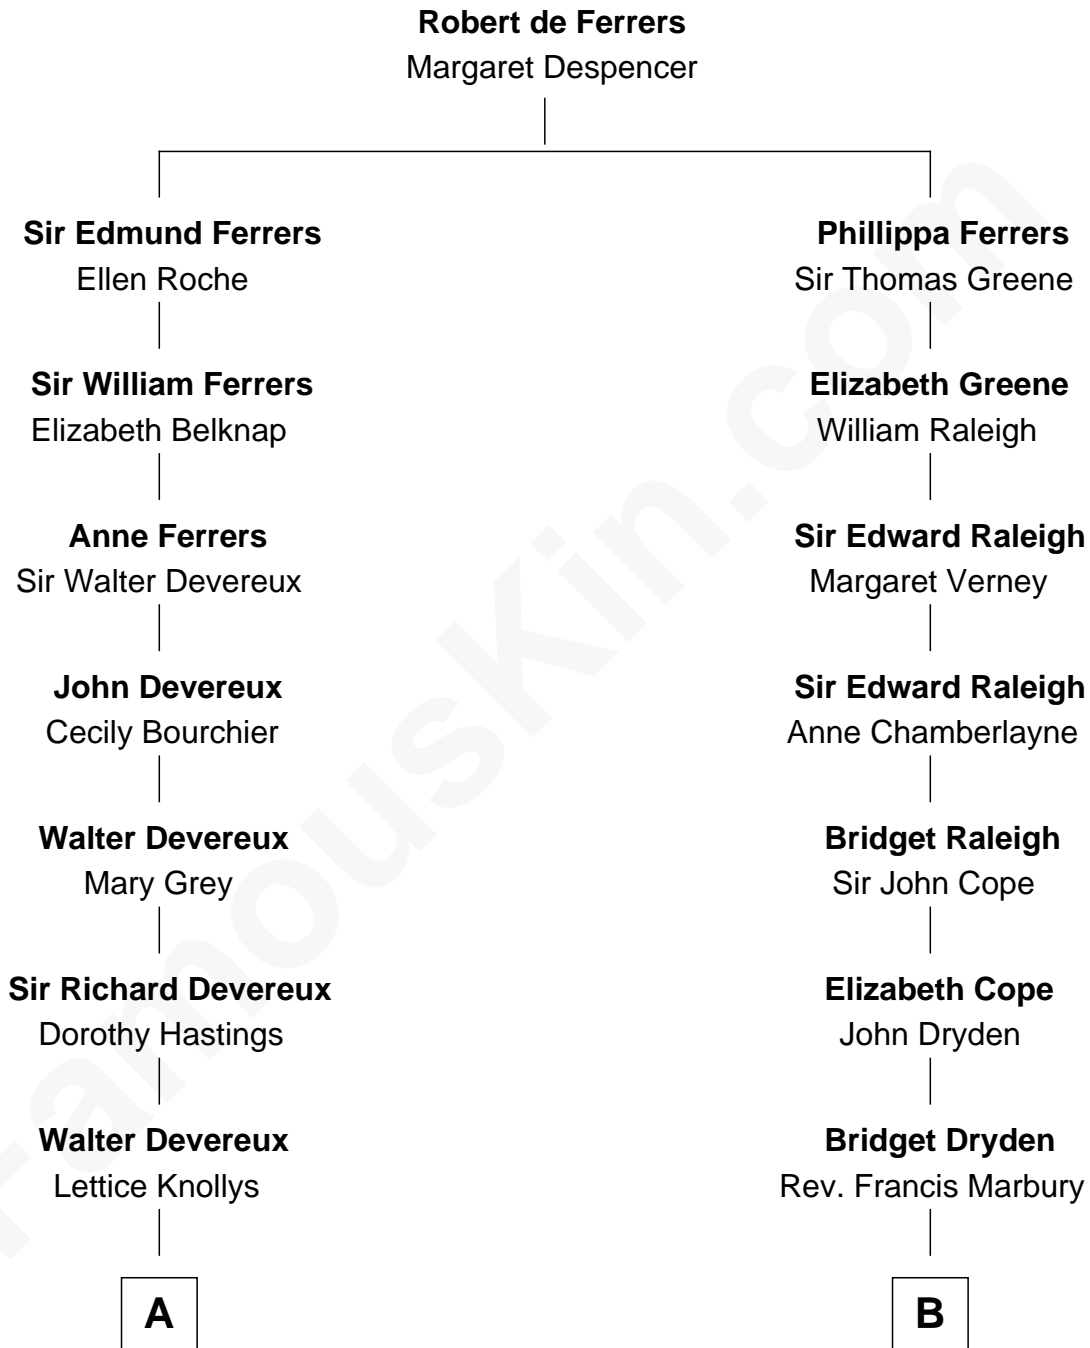 Robert de Ferrers
Margaret Despencer
Sir Edmund Ferrers
Ellen Roche
Phillippa Ferrers
Sir Thomas Greene
Sir William Ferrers
Elizabeth Belknap
Elizabeth Greene
William Raleigh
Anne Ferrers
Sir Walter Devereux
Sir Edward Raleigh
Margaret Verney
John Devereux
Cecily Bourchier
Sir Edward Raleigh
Anne Chamberlayne
Walter Devereux
Mary Grey
Bridget Raleigh
Sir John Cope
Sir Richard Devereux
Dorothy Hastings
Elizabeth Cope
John Dryden
Walter Devereux
Lettice Knollys
Bridget Dryden
Rev. Francis Marbury
A
B
FamousKin.com